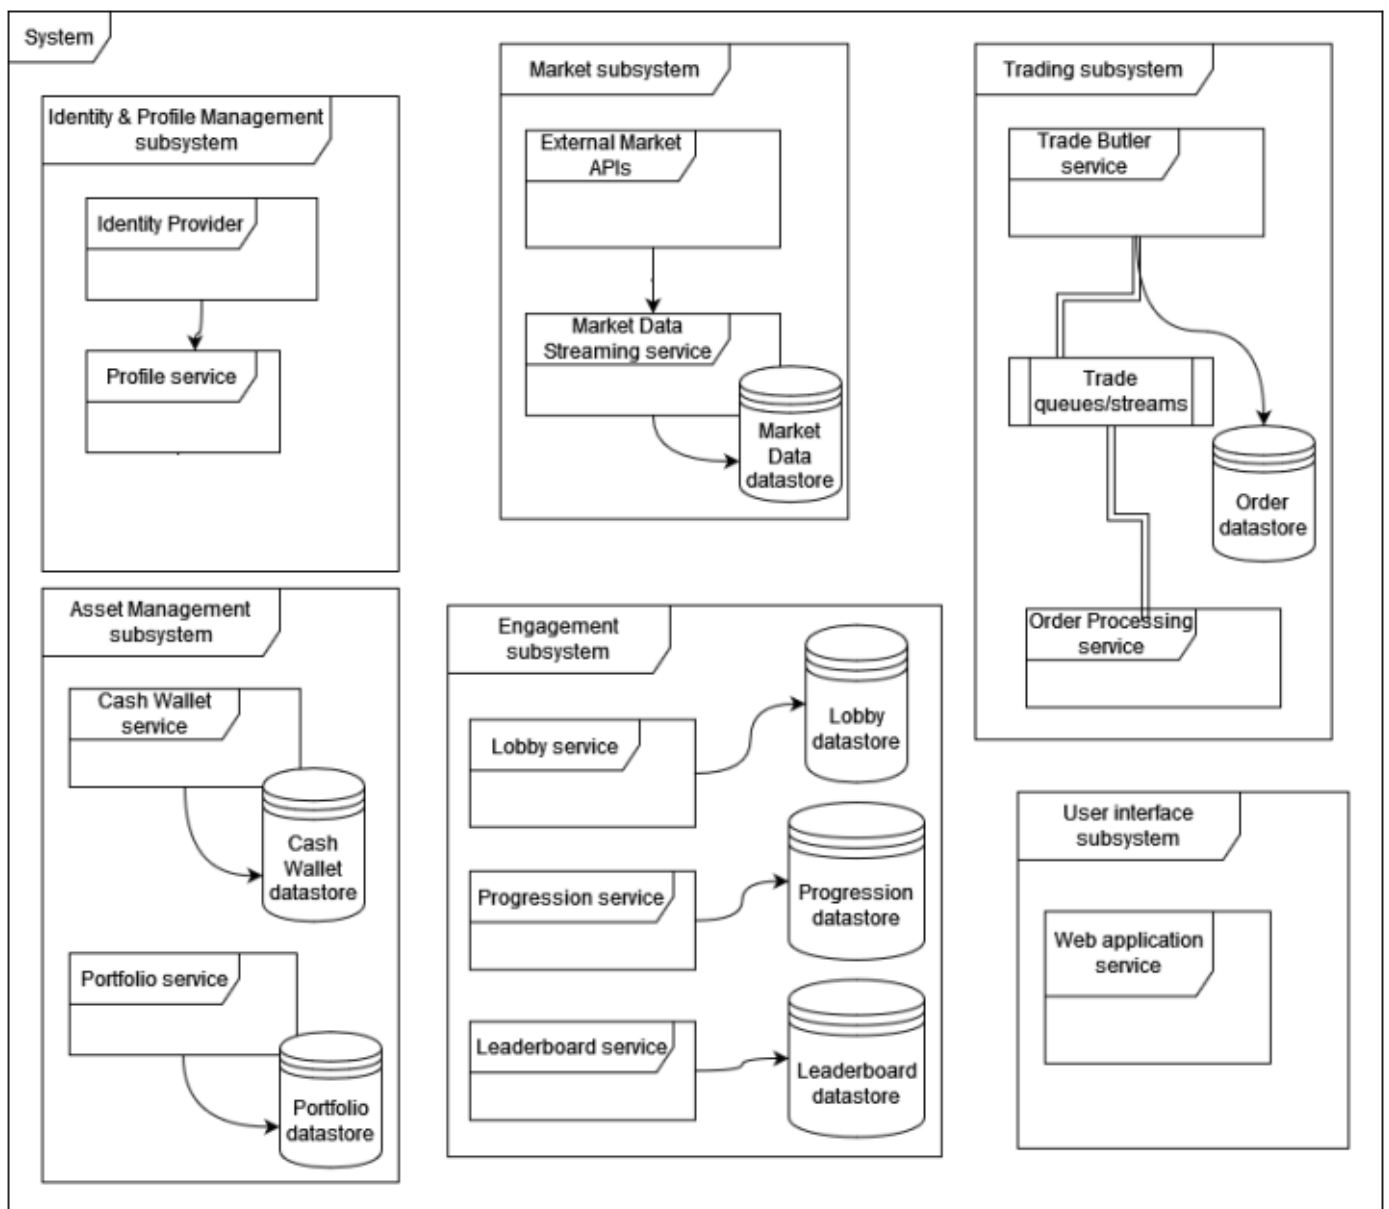 System
Identity & Profile Management
subsystem
Identity Provider
Profile service
Market subsystem
External Market
APIs
Market Data
Streaming service
Market
Data
datastore
Trading subsystem
Trade Butler
service
Trade
queues/streams
Order
datastore
Order Processing
service
Asset Management
subsystem
Cash Wallet
service
Cash
Wallet
datastore
Portfolio service
Portfolio
datastore
Engagement
subsystem
Lobby service
Lobby
datastore
Progression service
Progression
datastore
Leaderboard service
Leaderboard
datastore
User interface
subsystem
Web application
service